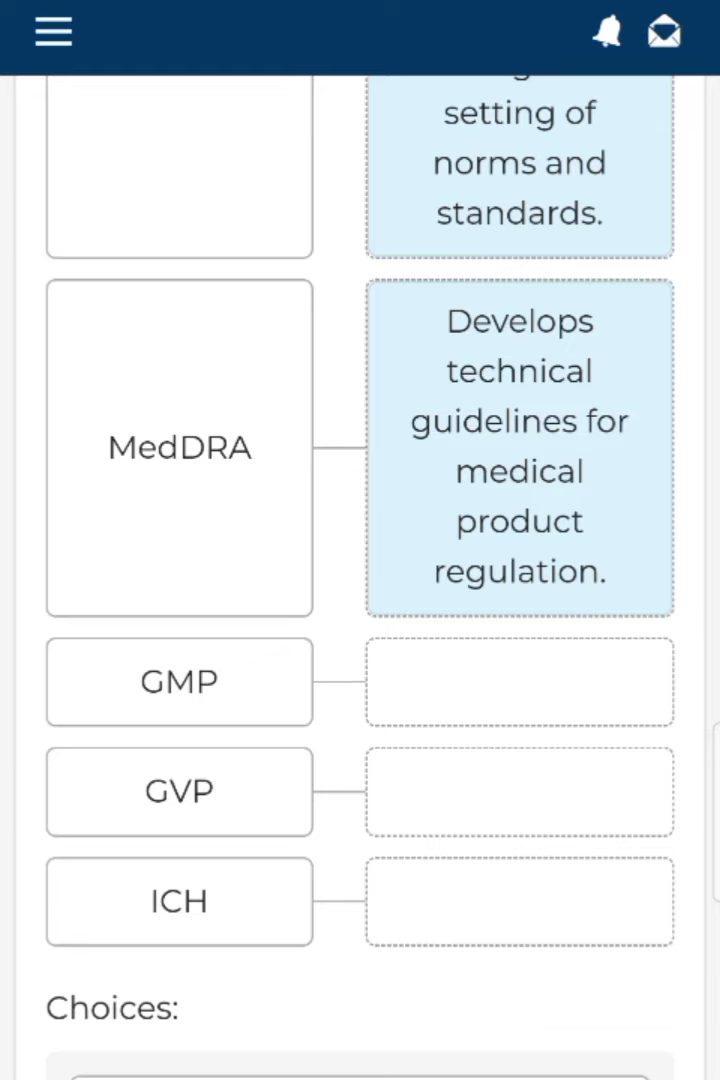 setting of
norms and
standards.
MedDRA
Develops
technical
guidelines for
medical
product
regulation.
GMP
GVP
ICH
Choices: